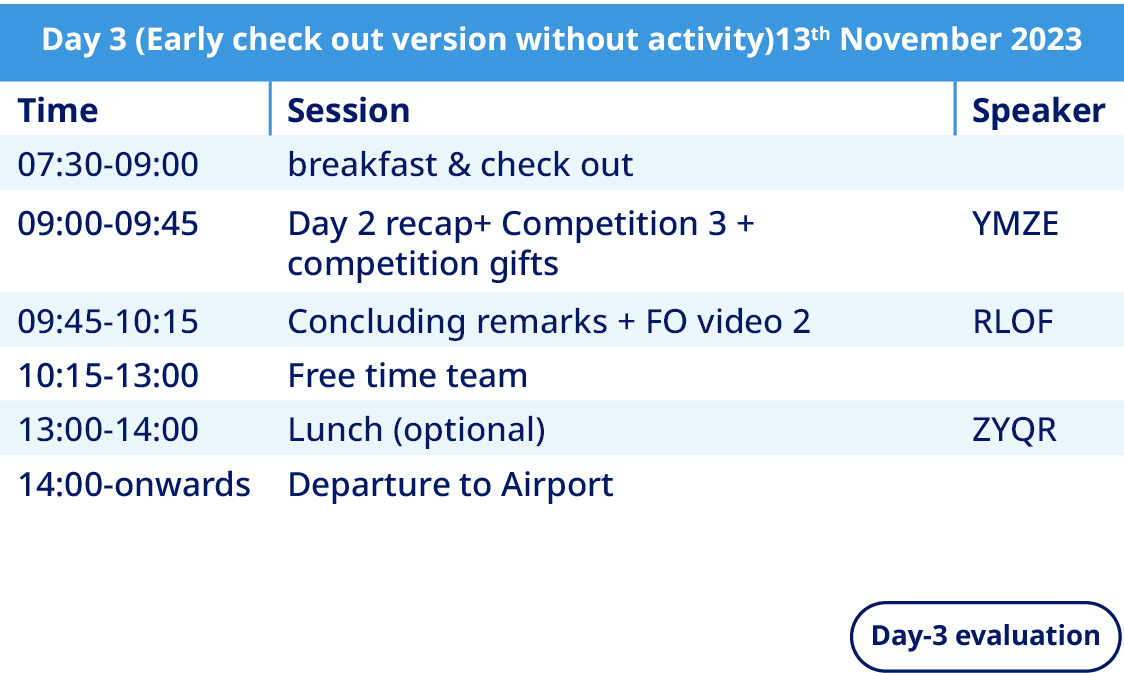 Day 3 (Early check out version without activity)13th November 2023
Time Session Speaker
07:30-09:00 breakfast & check out
09:00-09:45 Day 2 recap+ Competition 3 + YMZE
competition gifts
09:45-10:15 Concluding remarks + FO video 2 RLOF
10:15-13:00 Free time team
13:00-14:00 Lunch (optional) ZYQR
14:00-onwards Departure to Airport
Day-3 evaluation